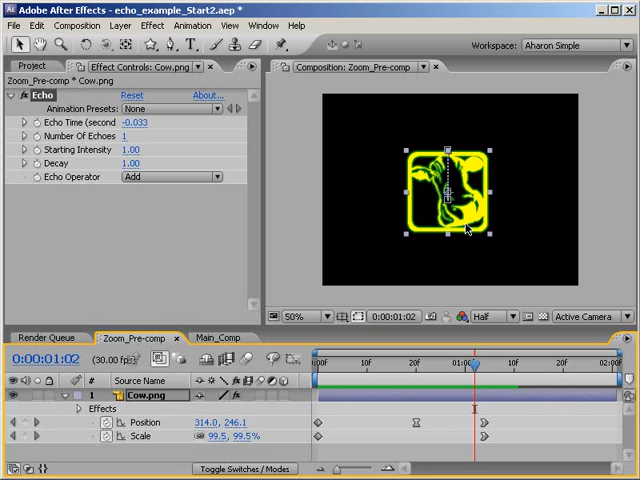 Adobe After Effects - echo_example_Start2.aep *
File Edit Composition Layer Effect Animation View Window Help
Workspace: Aharon Simple
Project Effect Controls: Cow.png
Zoom_Pre-comp * Cow.png
Echo Reset About...
Animation Presets: None
Echo Time (second -0.033
Number Of Echoes 1
Starting Intensity 1.00
Decay 1.00
Echo Operator Add
Composition: Zoom_Pre-comp
50% 0:00:01:02 Half Active Camera
Render Queue Zoom_Pre-comp Main_Comp
0:00:01:02 (30.00 fps)
0:00F 10F 20F 01:00F 10F 20F 02:00F
# Source Name
1 Cow.png
Effects
Position 314.0, 246.1
Scale 99.5, 99.5%
Toggle Switches / Modes